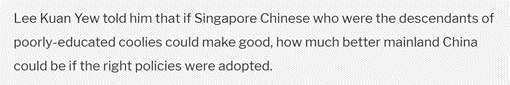 Lee Kuan Yew told him that if Singapore Chinese who were the descendants of
poorly-educated coolies could make good, how much better mainland China
could be if the right policies were adopted.